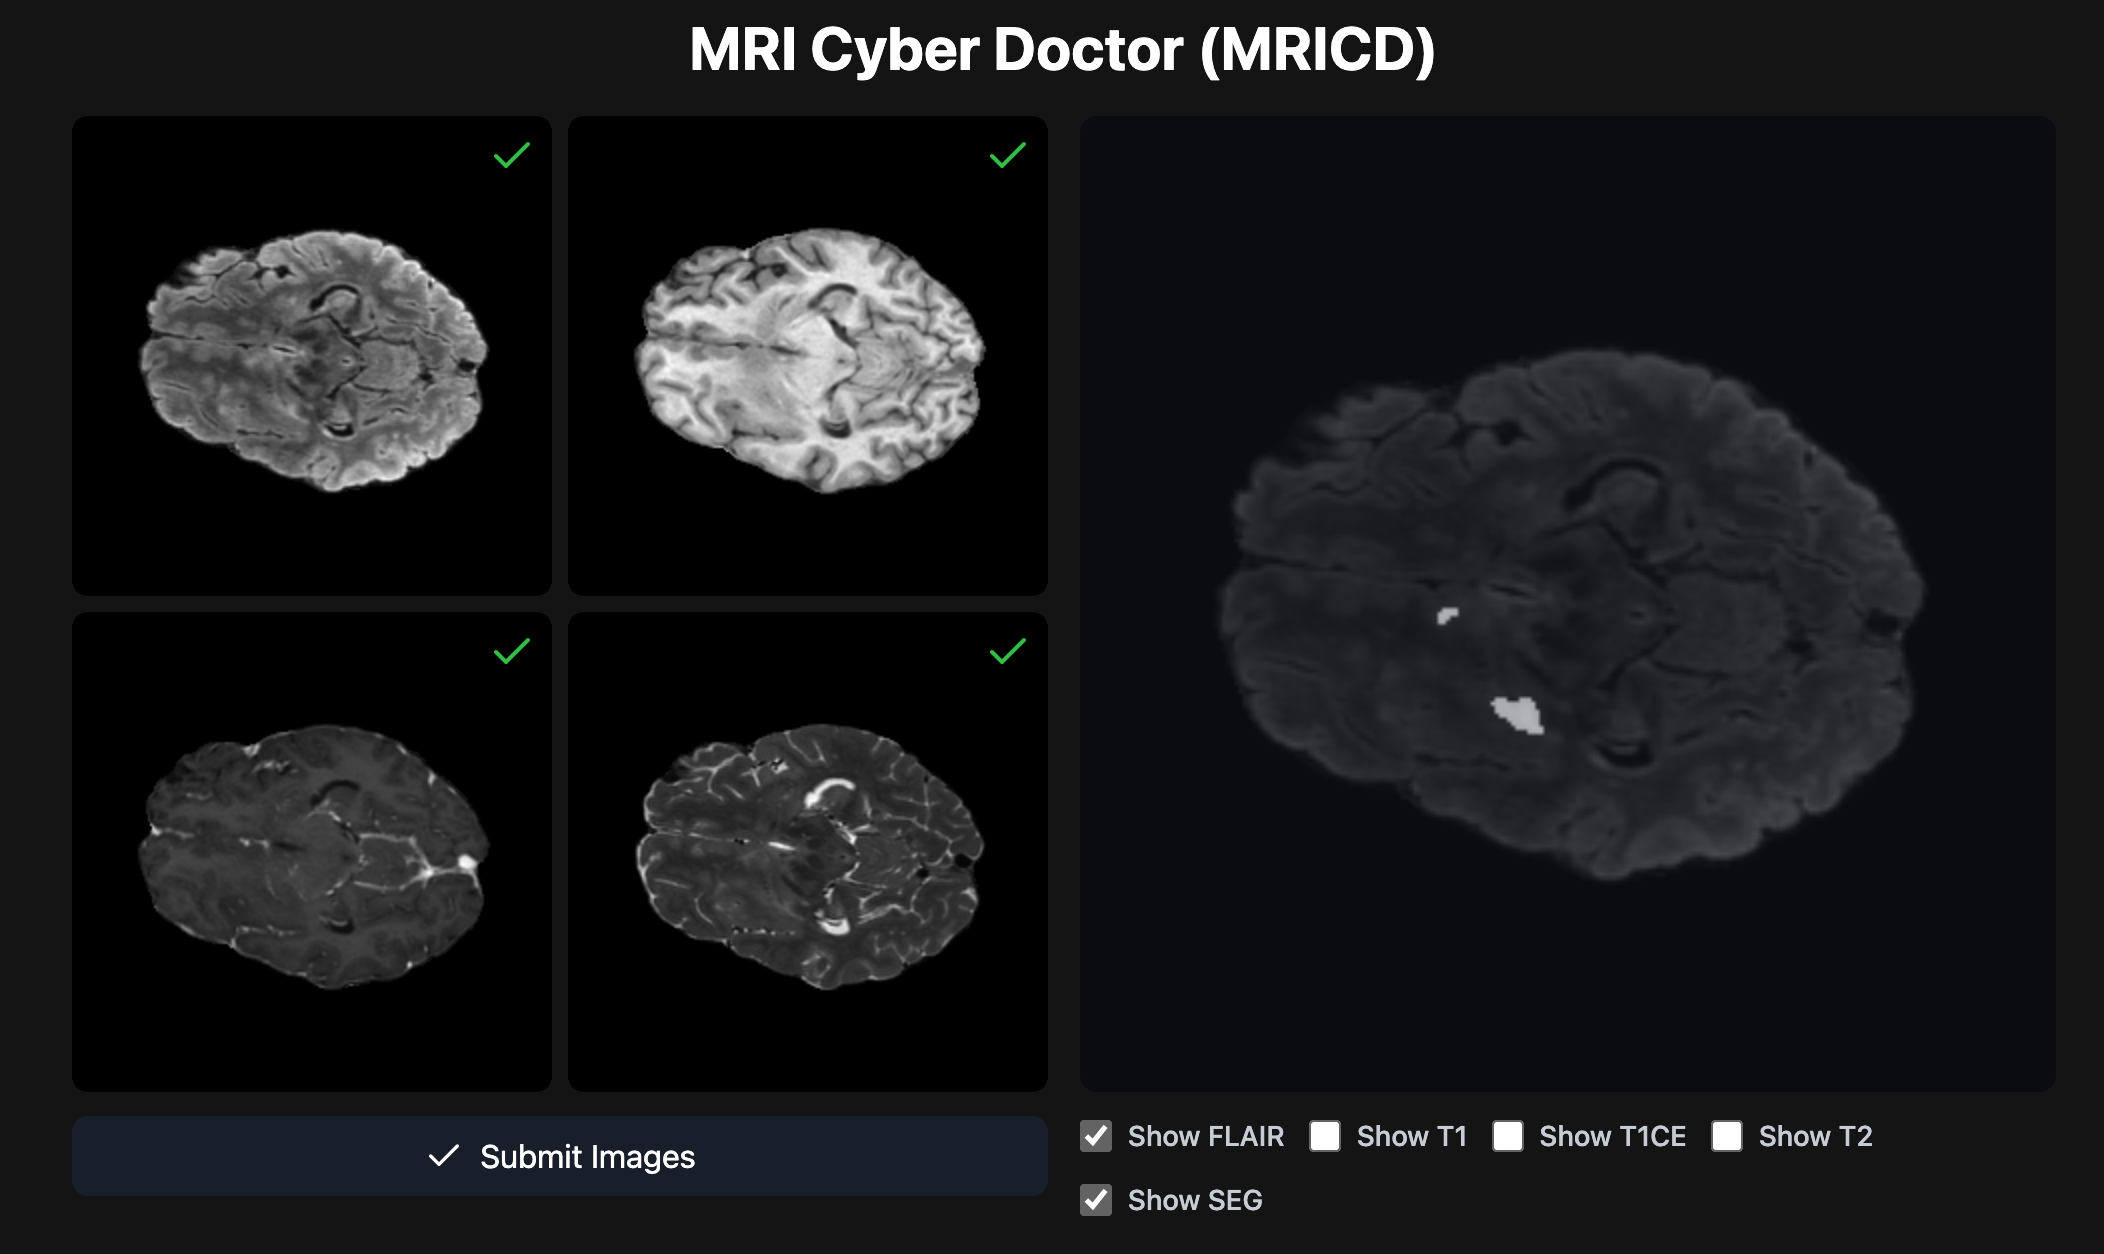 MRI Cyber Doctor (MRICD)
Submit Images
Show FLAIR Show T1 Show T1CE Show T2
Show SEG